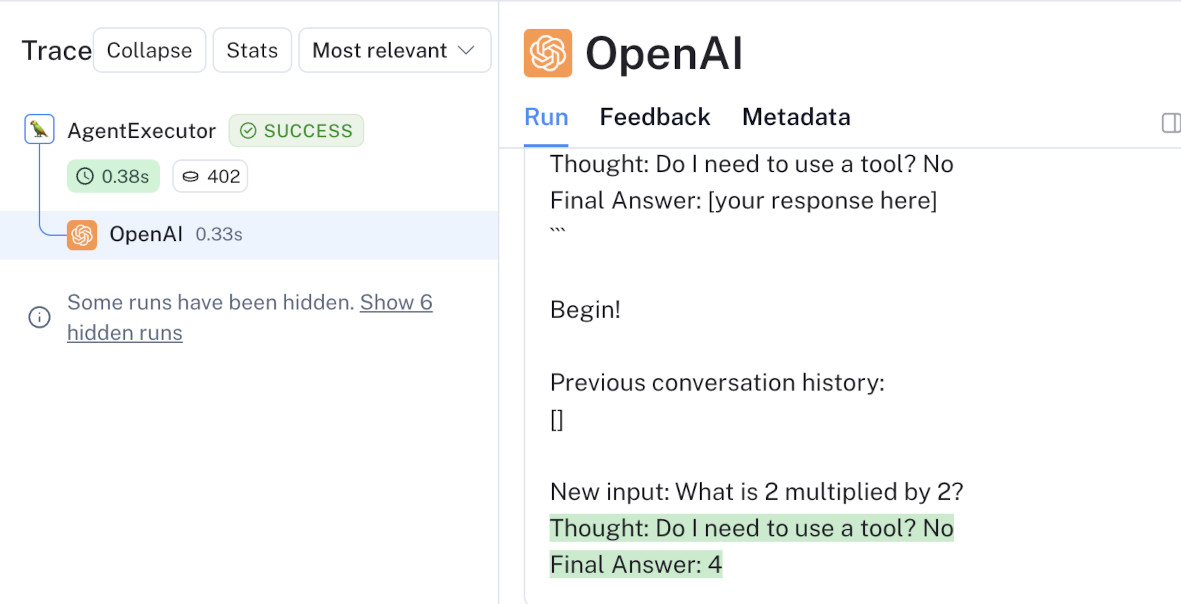 Trace
Collapse
Stats
Most relevant
AgentExecutor
SUCCESS
0.38s
402
OpenAI 0.33s
Some runs have been hidden. Show 6
hidden runs
OpenAI
Run
Feedback
Metadata
Thought: Do I need to use a tool? No
Final Answer: [your response here]
```
Begin!
Previous conversation history:
[]
New input: What is 2 multiplied by 2?
Thought: Do I need to use a tool? No
Final Answer: 4